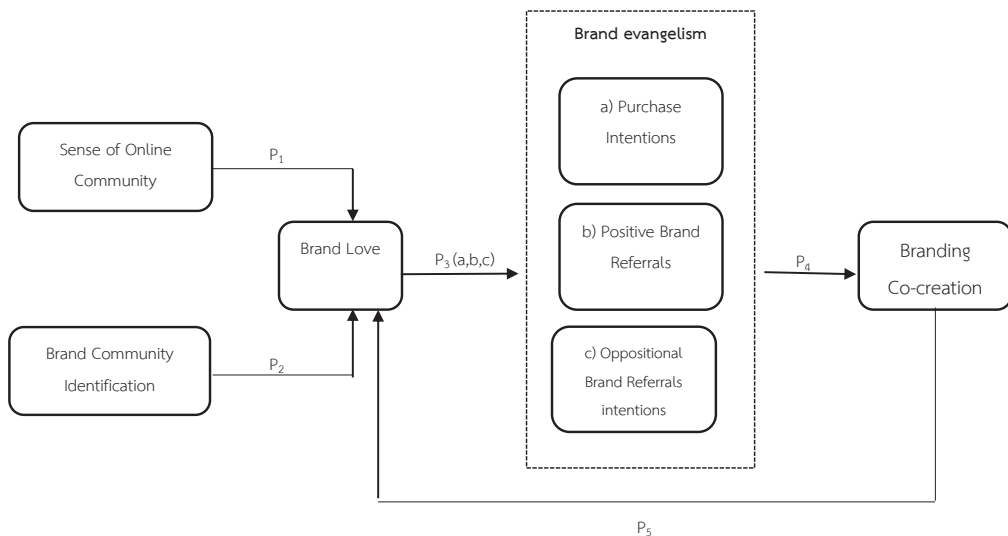 Brand evangelism
a) Purchase
Intentions
Sense of Online
Community
P₁
b) Positive Brand
Referrals
Brand Love
P₃(a,b,c)
P₄
Branding
Co-creation
Brand Community
Identification
P₂
c) Oppositional
Brand Referrals
intentions
P₅